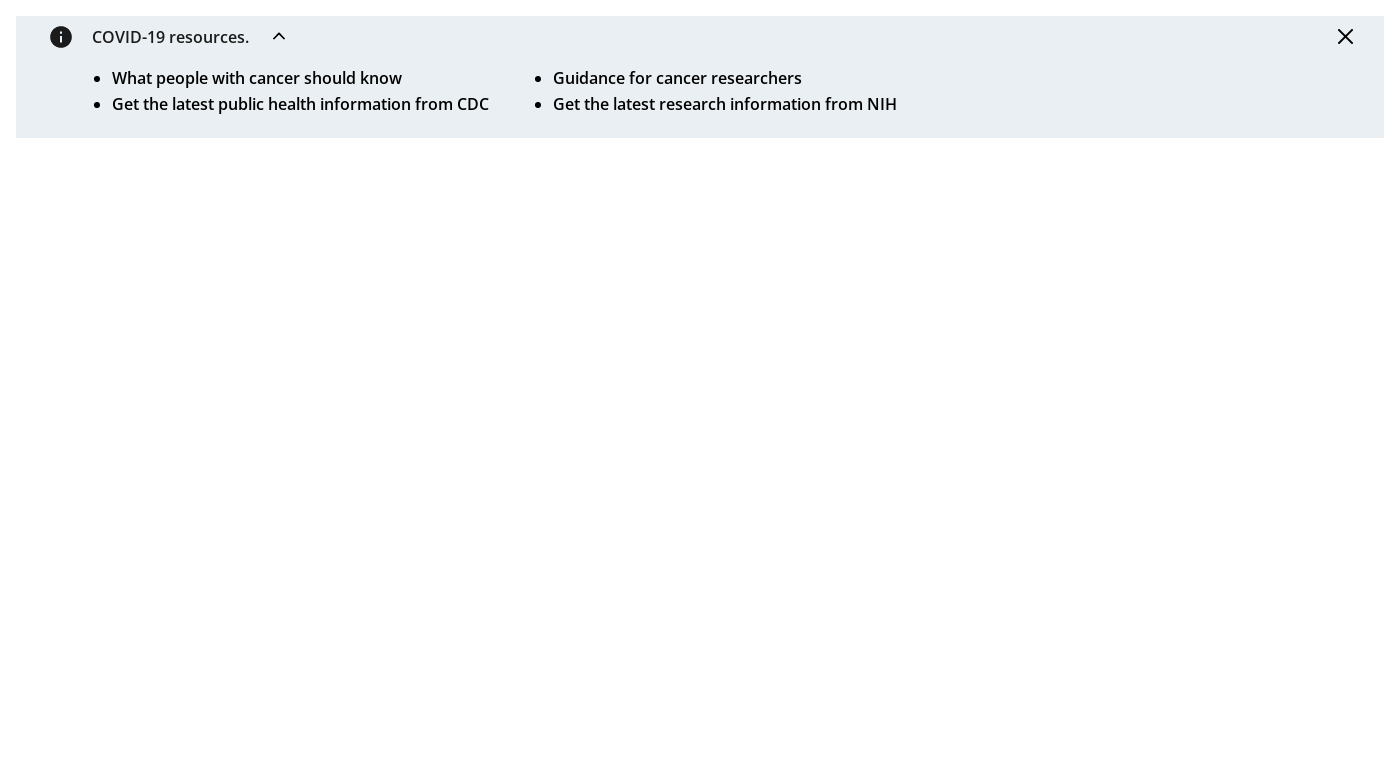 COVID-19 resources.
What people with cancer should know
Get the latest public health information from CDC
Guidance for cancer researchers
Get the latest research information from NIH